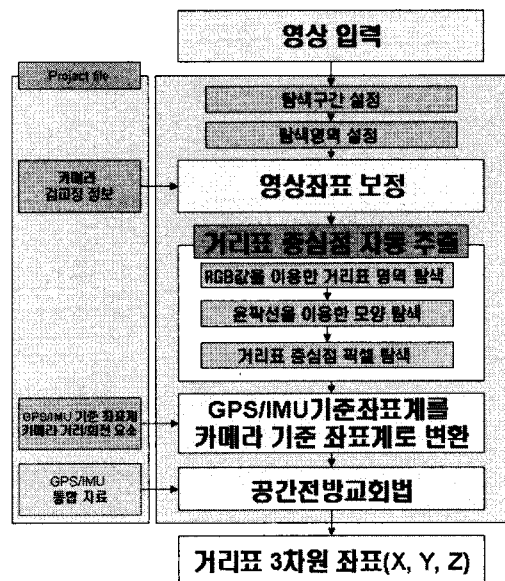 영상 입력
Project file
탐색구간 설정
탐색영역 설정
카메라
검교정 정보
영상좌표 보정
거리표 중심점 자동 추출
RGB값을 이용한 거리표 영역 탐색
윤곽선을 이용한 모양 탐색
거리표 중심점 픽셀 탐색
GPS/IMU 기준 좌표계
카메라 거리/회전 요소
GPS/IMU기준좌표계를
카메라 기준 좌표계로 변환
GPS/IMU
통합 자료
공간전방교회법
거리표 3차원 좌표(X, Y, Z)